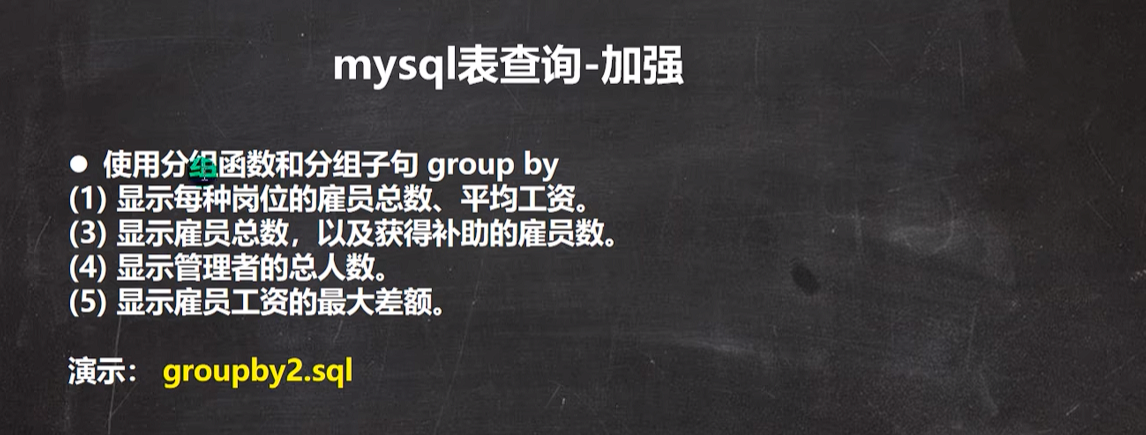 mysql表查询-加强
● 使用分组函数和分组子句 group by
(1) 显示每种岗位的雇员总数、平均工资。
(3) 显示雇员总数，以及获得补助的雇员数。
(4) 显示管理者的总人数。
(5) 显示雇员工资的最大差额。
演示： groupby2.sql